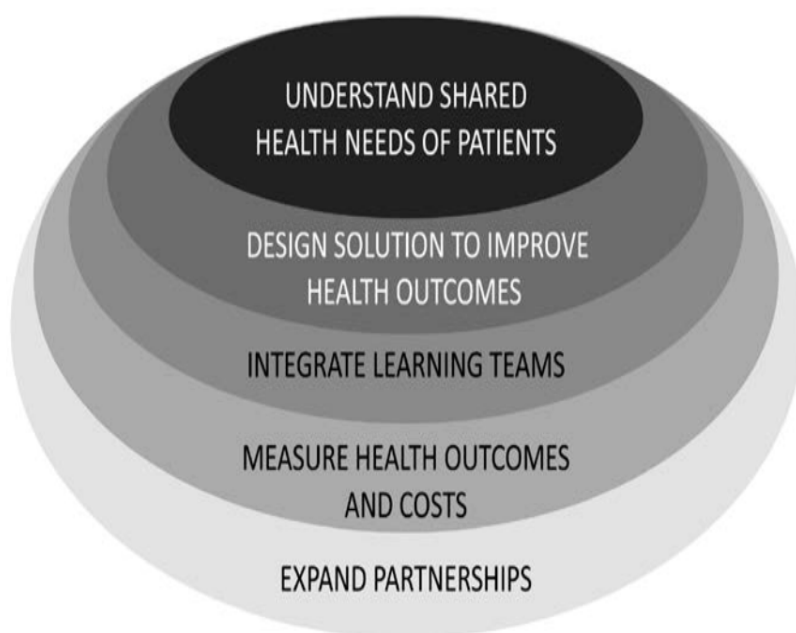 UNDERSTAND SHARED
HEALTH NEEDS OF PATIENTS
DESIGN SOLUTION TO IMPROVE
HEALTH OUTCOMES
INTEGRATE LEARNING TEAMS
MEASURE HEALTH OUTCOMES
AND COSTS
EXPAND PARTNERSHIPS